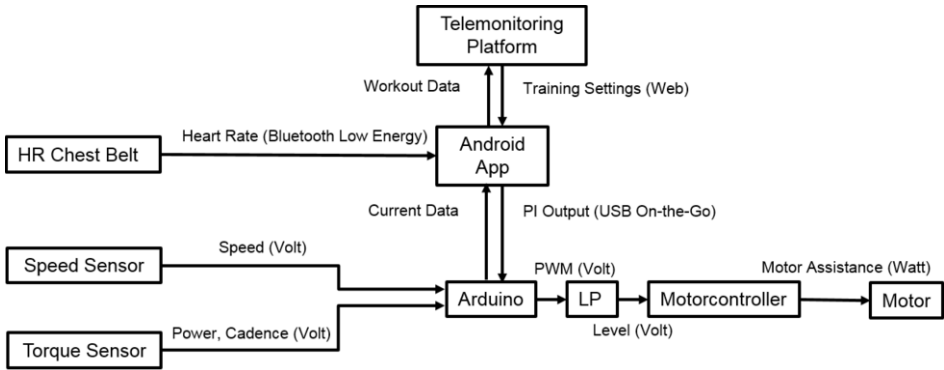 Telemonitoring
Platform
Workout Data
Training Settings (Web)
Heart Rate (Bluetooth Low Energy)
HR Chest Belt
Android
App
Current Data
PI Output (USB On-the-Go)
Speed (Volt)
Speed Sensor
PWM (Volt)
Motor Assistance (Watt)
Arduino
LP
Motorcontroller
Motor
Power, Cadence (Volt)
Level (Volt)
Torque Sensor